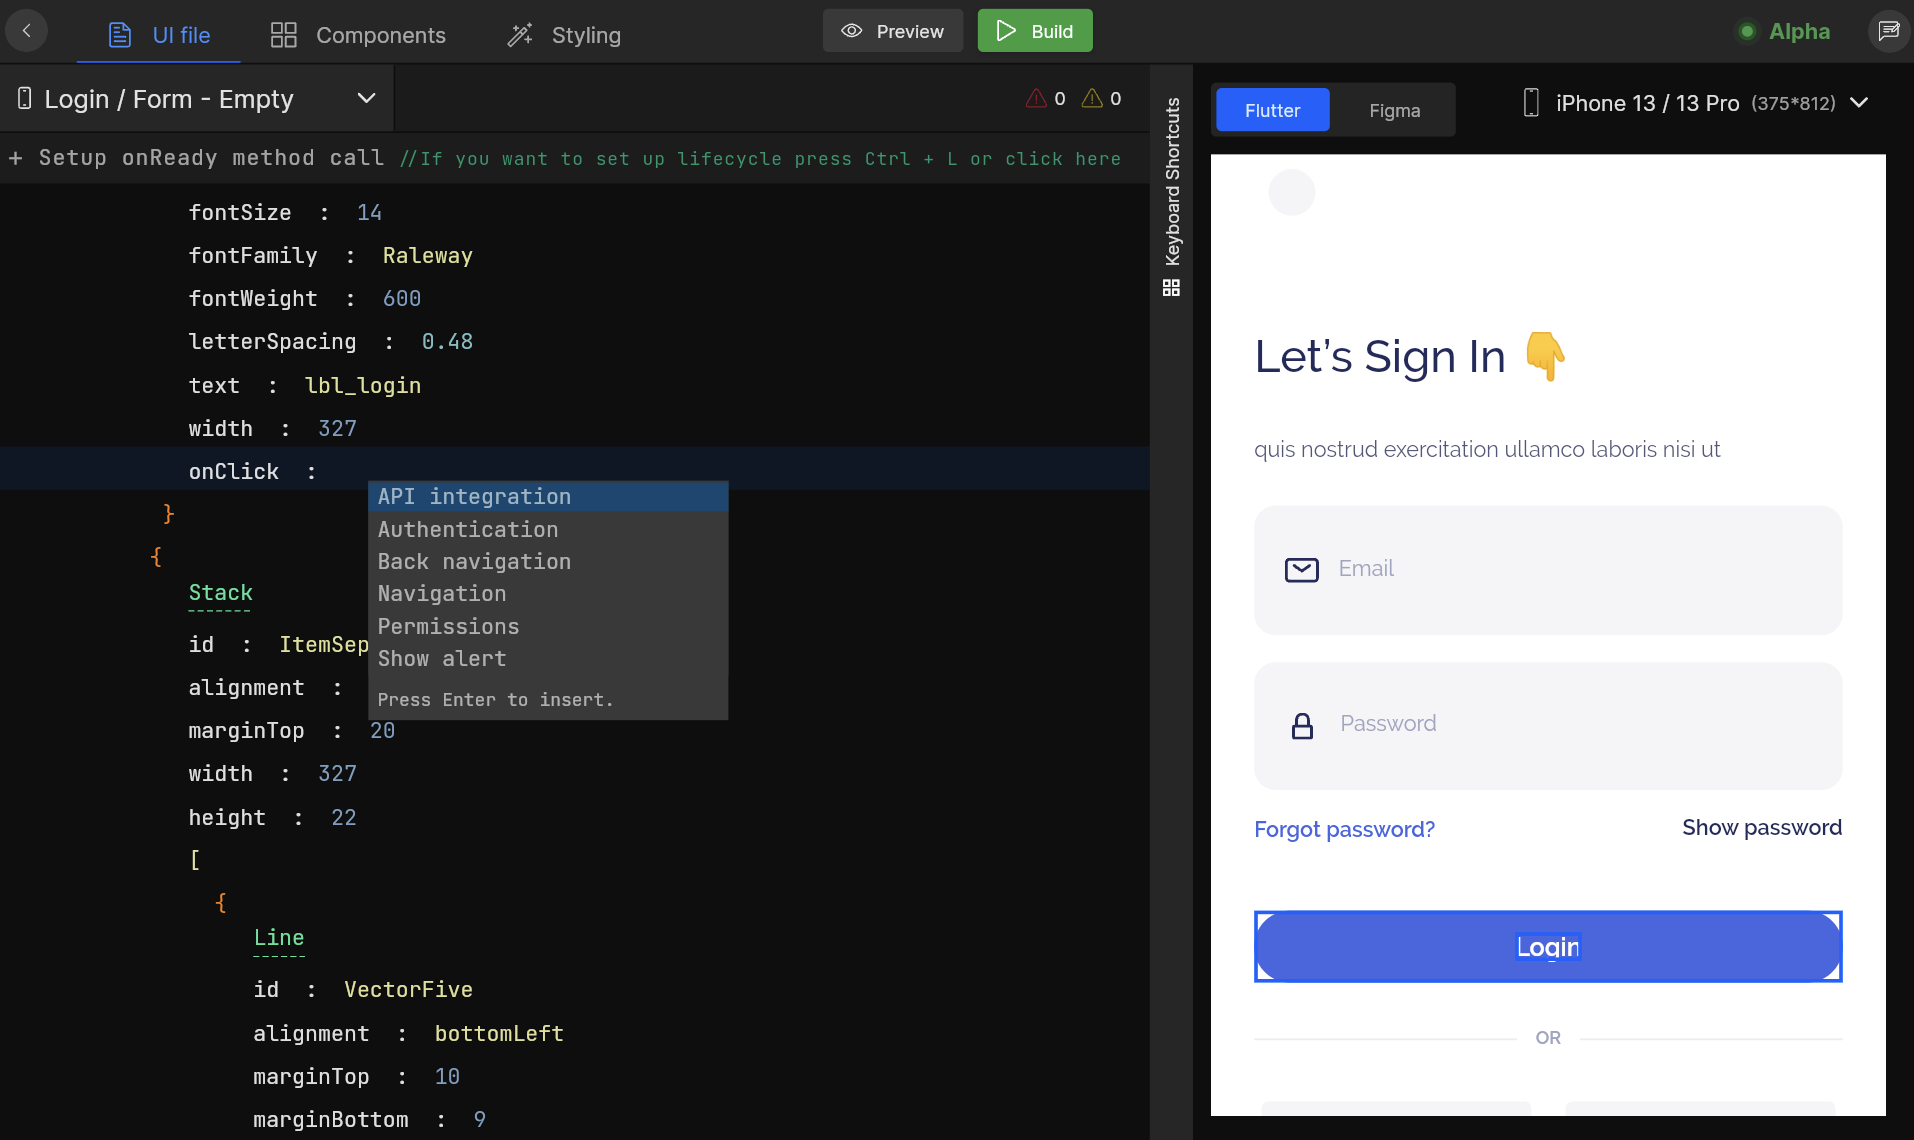 UI file
Components
Styling
Preview
Build
Alpha
Login / Form - Empty
0
0
+ Setup onReady method call //If you want to set up lifecycle press Ctrl + L or click here
fontSize : 14
fontFamily : Raleway
fontWeight : 600
letterSpacing : 0.48
text : lbl_login
width : 327
onClick :
API integration
Authentication
Back navigation
Navigation
Permissions
Show alert
Press Enter to insert.
}
{
Stack
id : ItemSep
alignment :
marginTop : 20
width : 327
height : 22
[
{
Line
id : VectorFive
alignment : bottomLeft
marginTop : 10
marginBottom : 9
Keyboard Shortcuts
Flutter
Figma
iPhone 13 / 13 Pro (375*812)
Let’s Sign In 👇
quis nostrud exercitation ullamco laboris nisi ut
Email
Password
Forgot password?
Show password
Login
OR